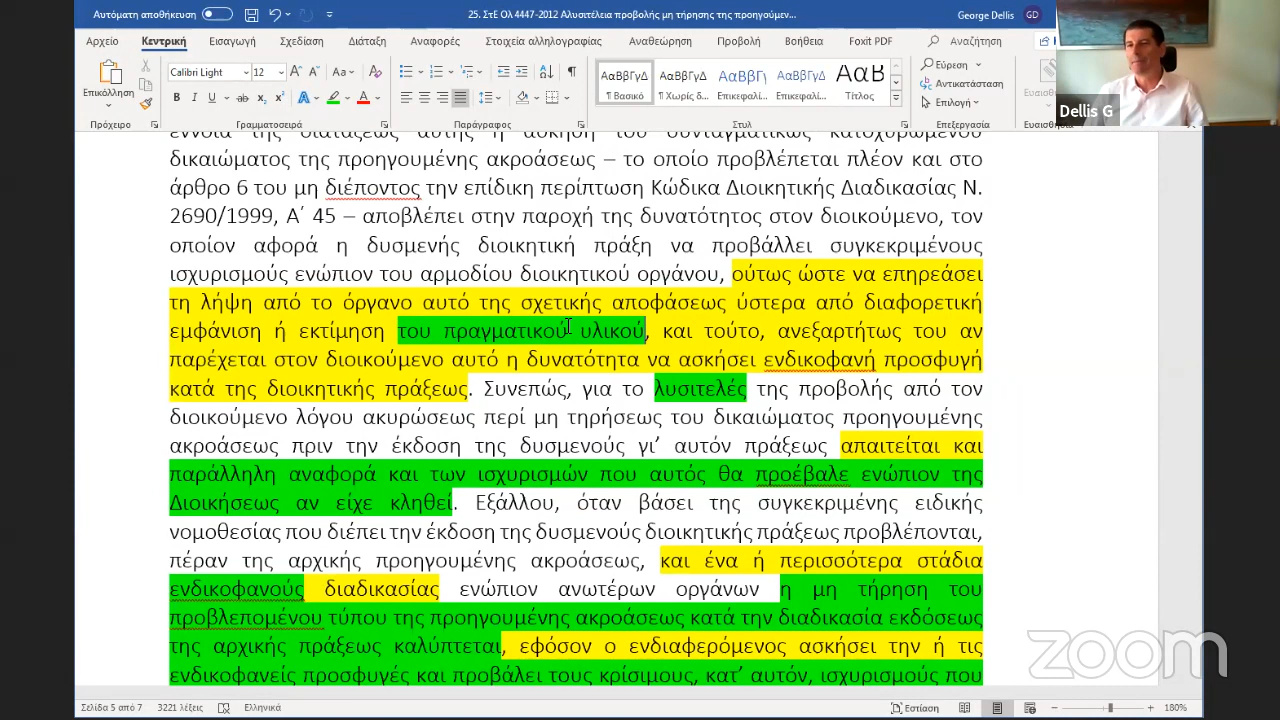 Αυτόματη αποθήκευση
25. ΣτΕ Ολ 4447-2012 Αλυσιτέλεια προβολής μη τήρησης της προηγούμεν...
George Dellis GD
Αρχείο Κεντρική Εισαγωγή Σχεδίαση Διάταξη Αναφορές Στοιχεία αλληλογραφίας Αναθεώρηση Προβολή Βοήθεια Foxit PDF Αναζήτηση
Επικόλληση
Calibri Light 12
ΑαΒβΓγΔ ΑαΒβΓγΔ ΑαΒβΓγ ΑαΒβΓγΔ ΑαΒ
¶ Βασικό ¶ Χωρίς δ... Επικεφαλί... Επικεφαλί... Τίτλος
Εύρεση
Αντικατάσταση
Επιλογή
Πρόχειρο Γραμματοσειρά Παράγραφος Στυλ Επεξεργασία
Dellis G
έννοια της διατάξεως αυτής η άσκηση του συνταγματικώς κατοχυρωμένου
δικαιώματος της προηγουμένης ακροάσεως – το οποίο προβλέπεται πλέον και στο
άρθρο 6 του μη διέποντος την επίδικη περίπτωση Κώδικα Διοικητικής Διαδικασίας Ν.
2690/1999, Α΄ 45 – αποβλέπει στην παροχή της δυνατότητος στον διοικούμενο, τον
οποίον αφορά η δυσμενής διοικητική πράξη να προβάλλει συγκεκριμένους
ισχυρισμούς ενώπιον του αρμοδίου διοικητικού οργάνου, ούτως ώστε να επηρεάσει
τη λήψη από το όργανο αυτό της σχετικής αποφάσεως ύστερα από διαφορετική
εμφάνιση ή εκτίμηση του πραγματικού υλικού, και τούτο, ανεξαρτήτως του αν
παρέχεται στον διοικούμενο αυτό η δυνατότητα να ασκήσει ενδικοφανή προσφυγή
κατά της διοικητικής πράξεως. Συνεπώς, για το λυσιτελές της προβολής από τον
διοικούμενο λόγου ακυρώσεως περί μη τηρήσεως του δικαιώματος προηγουμένης
ακροάσεως πριν την έκδοση της δυσμενούς γι’ αυτόν πράξεως απαιτείται και
παράλληλη αναφορά και των ισχυρισμών που αυτός θα προέβαλε ενώπιον της
Διοικήσεως αν είχε κληθεί. Εξάλλου, όταν βάσει της συγκεκριμένης ειδικής
νομοθεσίας που διέπει την έκδοση της δυσμενούς διοικητικής πράξεως προβλέπονται,
πέραν της αρχικής προηγουμένης ακροάσεως, και ένα ή περισσότερα στάδια
ενδικοφανούς διαδικασίας ενώπιον ανωτέρων οργάνων η μη τήρηση του
προβλεπομένου τύπου της προηγουμένης ακροάσεως κατά την διαδικασία εκδόσεως
της αρχικής πράξεως καλύπτεται, εφόσον ο ενδιαφερόμενος ασκήσει την ή τις
ενδικοφανείς προσφυγές και προβάλει τους κρίσιμους, κατ’ αυτόν, ισχυρισμούς που
zoom
Σελίδα 5 από 7 3221 λέξεις Ελληνικά Εστίαση 180%